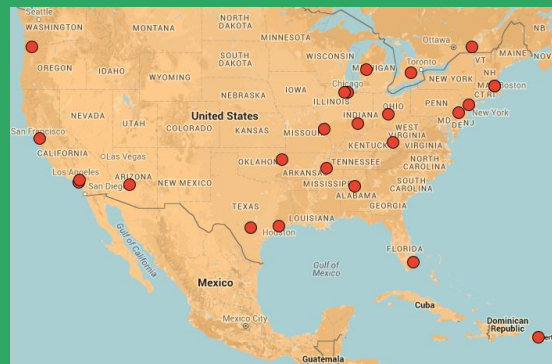 Seattle
WASHINGTON
MONTANA
NORTH
DAKOTA
MINNESOTA
Ottawa
NB
MAINE
NOV
OREGON
IDAHO
SOUTH
DAKOTA
WISCONSIN
MICHIGAN
Toronto
VT
NH
WYOMING
IOWA
Chicago
NEW YORK
MA
Boston
NEBRASKA
ILLINOIS
CT RI
NEVADA
UTAH
COLORADO
United States
KANSAS
MISSOURI
INDIANA
OHIO
PENN
New York
MD
DE
NJ
San Francisco
CALIFORNIA
Las Vegas
KENTUCKY
WEST
VIRGINIA
VIRGINIA
Los Angeles
San Diego
ARIZONA
NEW MEXICO
OKLAHOMA
ARKANSAS
TENNESSEE
NORTH
CAROLINA
MISSISSIPPI
SOUTH
CAROLINA
ALABAMA
GEORGIA
TEXAS
LOUISIANA
Houston
Gulf of
California
FLORIDA
Gulf of
Mexico
Mexico
Cuba
Mexico City
Dominican
Republic
Guatemala